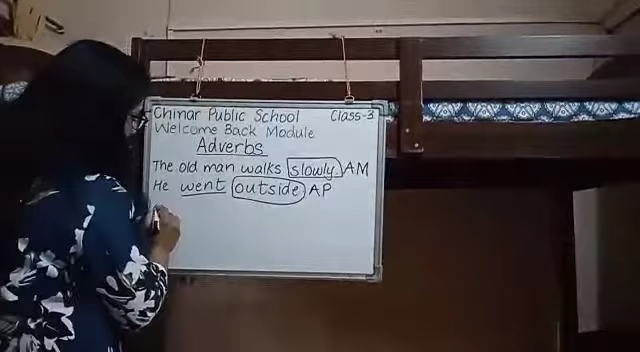 Chinar Public School Class-3
Welcome Back Module
Adverbs
The old man walks slowly. AM
He went outside AP